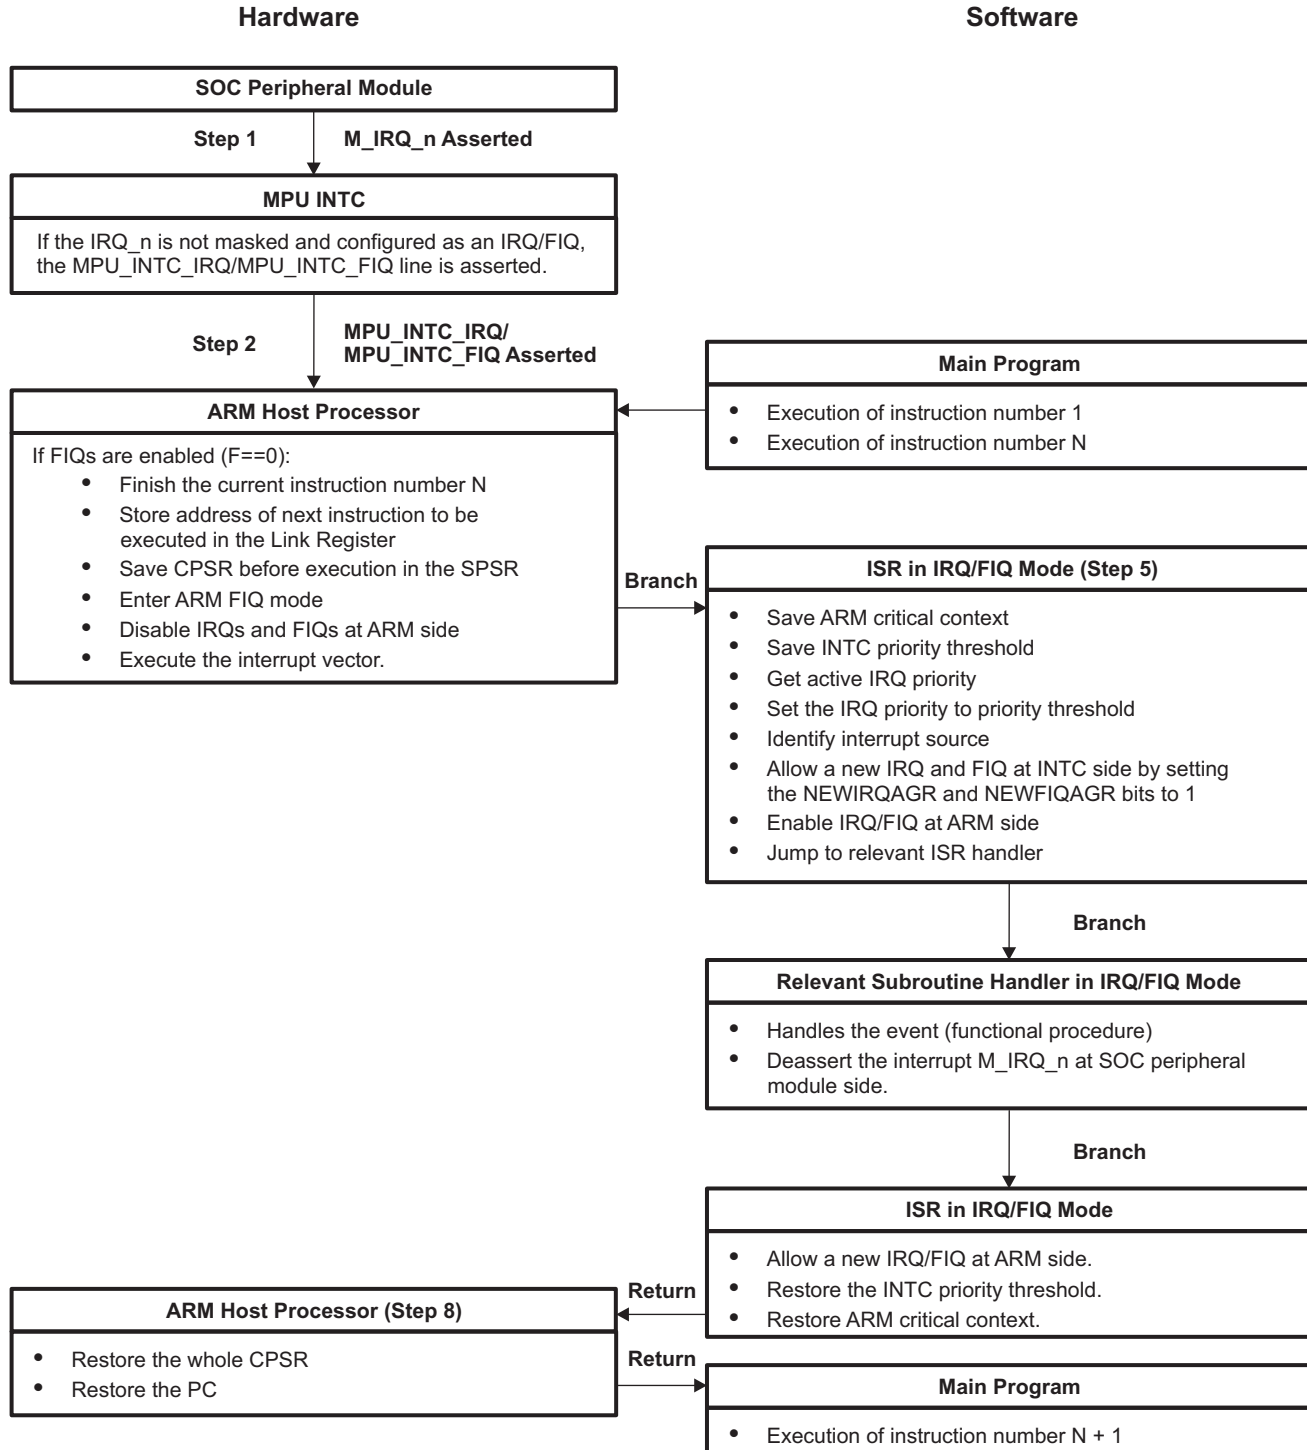 Hardware
Software
SOC Peripheral Module
Step 1
M_IRQ_n Asserted
MPU INTC
If the IRQ_n is not masked and configured as an IRQ/FIQ,
the MPU_INTC_IRQ/MPU_INTC_FIQ line is asserted.
Step 2
MPU_INTC_IRQ/
MPU_INTC_FIQ Asserted
Main Program
• Execution of instruction number 1
• Execution of instruction number N
ARM Host Processor
If FIQs are enabled (F==0):
• Finish the current instruction number N
• Store address of next instruction to be
executed in the Link Register
• Save CPSR before execution in the SPSR
• Enter ARM FIQ mode
• Disable IRQs and FIQs at ARM side
• Execute the interrupt vector.
Branch
ISR in IRQ/FIQ Mode (Step 5)
• Save ARM critical context
• Save INTC priority threshold
• Get active IRQ priority
• Set the IRQ priority to priority threshold
• Identify interrupt source
• Allow a new IRQ and FIQ at INTC side by setting
the NEWIRQAGR and NEWFIQAGR bits to 1
• Enable IRQ/FIQ at ARM side
• Jump to relevant ISR handler
Branch
Relevant Subroutine Handler in IRQ/FIQ Mode
• Handles the event (functional procedure)
• Deassert the interrupt M_IRQ_n at SOC peripheral
module side.
Branch
ISR in IRQ/FIQ Mode
• Allow a new IRQ/FIQ at ARM side.
• Restore the INTC priority threshold.
• Restore ARM critical context.
Return
ARM Host Processor (Step 8)
• Restore the whole CPSR
• Restore the PC
Return
Main Program
• Execution of instruction number N + 1